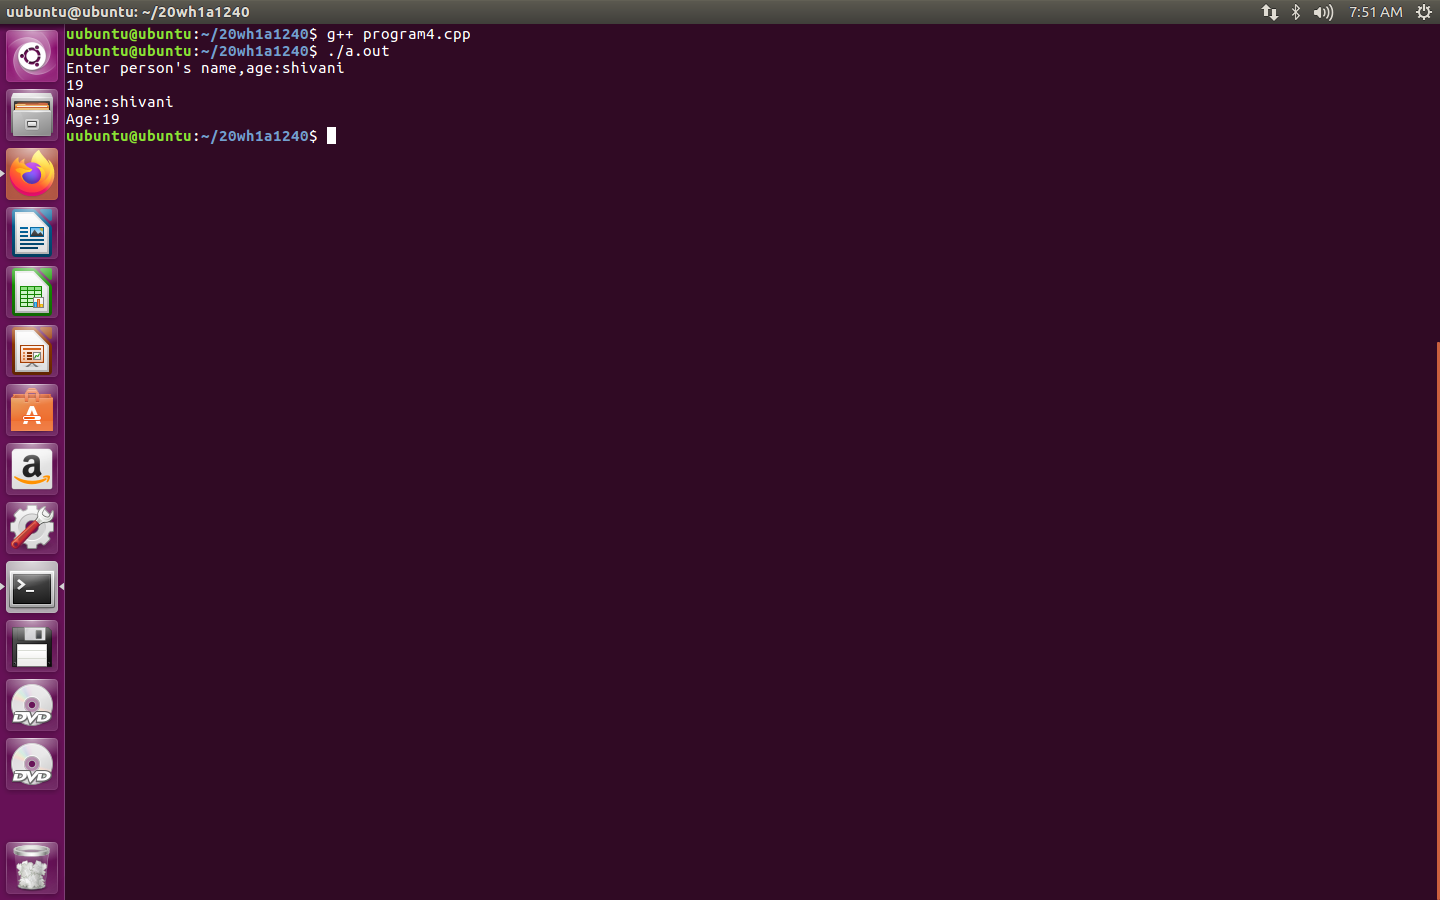 uubuntu@ubuntu: ~/20wh1a1240
7:51 AM
uubuntu@ubuntu:~/20wh1a1240$ g++ program4.cpp
uubuntu@ubuntu:~/20wh1a1240$ ./a.out
Enter person's name,age:shivani
19
Name:shivani
Age:19
uubuntu@ubuntu:~/20wh1a1240$
A
a
>_
DVD
DVD